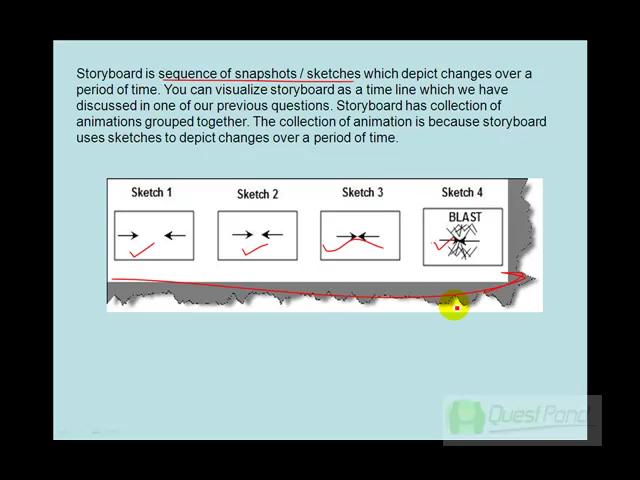 Storyboard is sequence of snapshots / sketches which depict changes over a
period of time. You can visualize storyboard as a time line which we have
discussed in one of our previous questions. Storyboard has collection of
animations grouped together. The collection of animation is because storyboard
uses sketches to depict changes over a period of time.
Sketch 1 Sketch 2 Sketch 3 Sketch 4
BLAST
Quest Pond